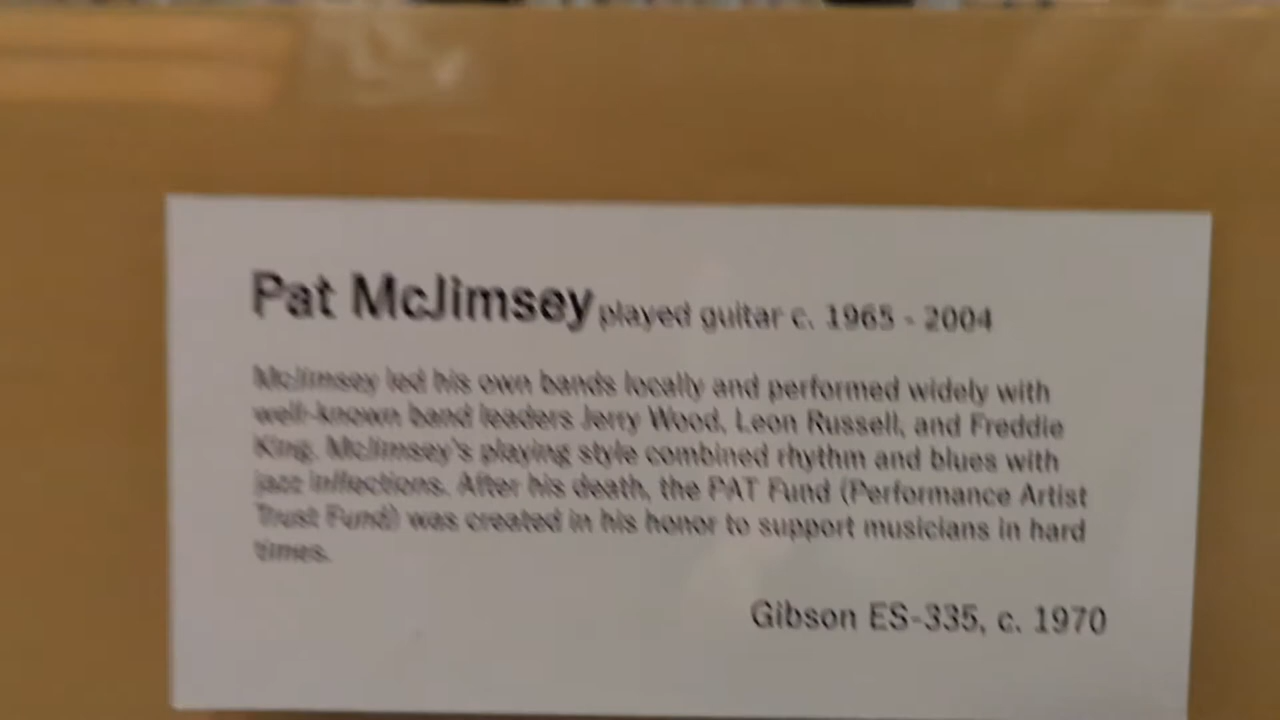 Pat McJimsey played guitar c. 1965 - 2004
McJimsey led his own bands locally and performed widely with
well-known band leaders Jerry Wood, Leon Russell, and Freddie
King. McJimsey's playing style combined rhythm and blues with
jazz inflections. After his death, the PAT Fund (Performance Artist
Trust Fund) was created in his honor to support musicians in hard
times.
Gibson ES-335, c. 1970